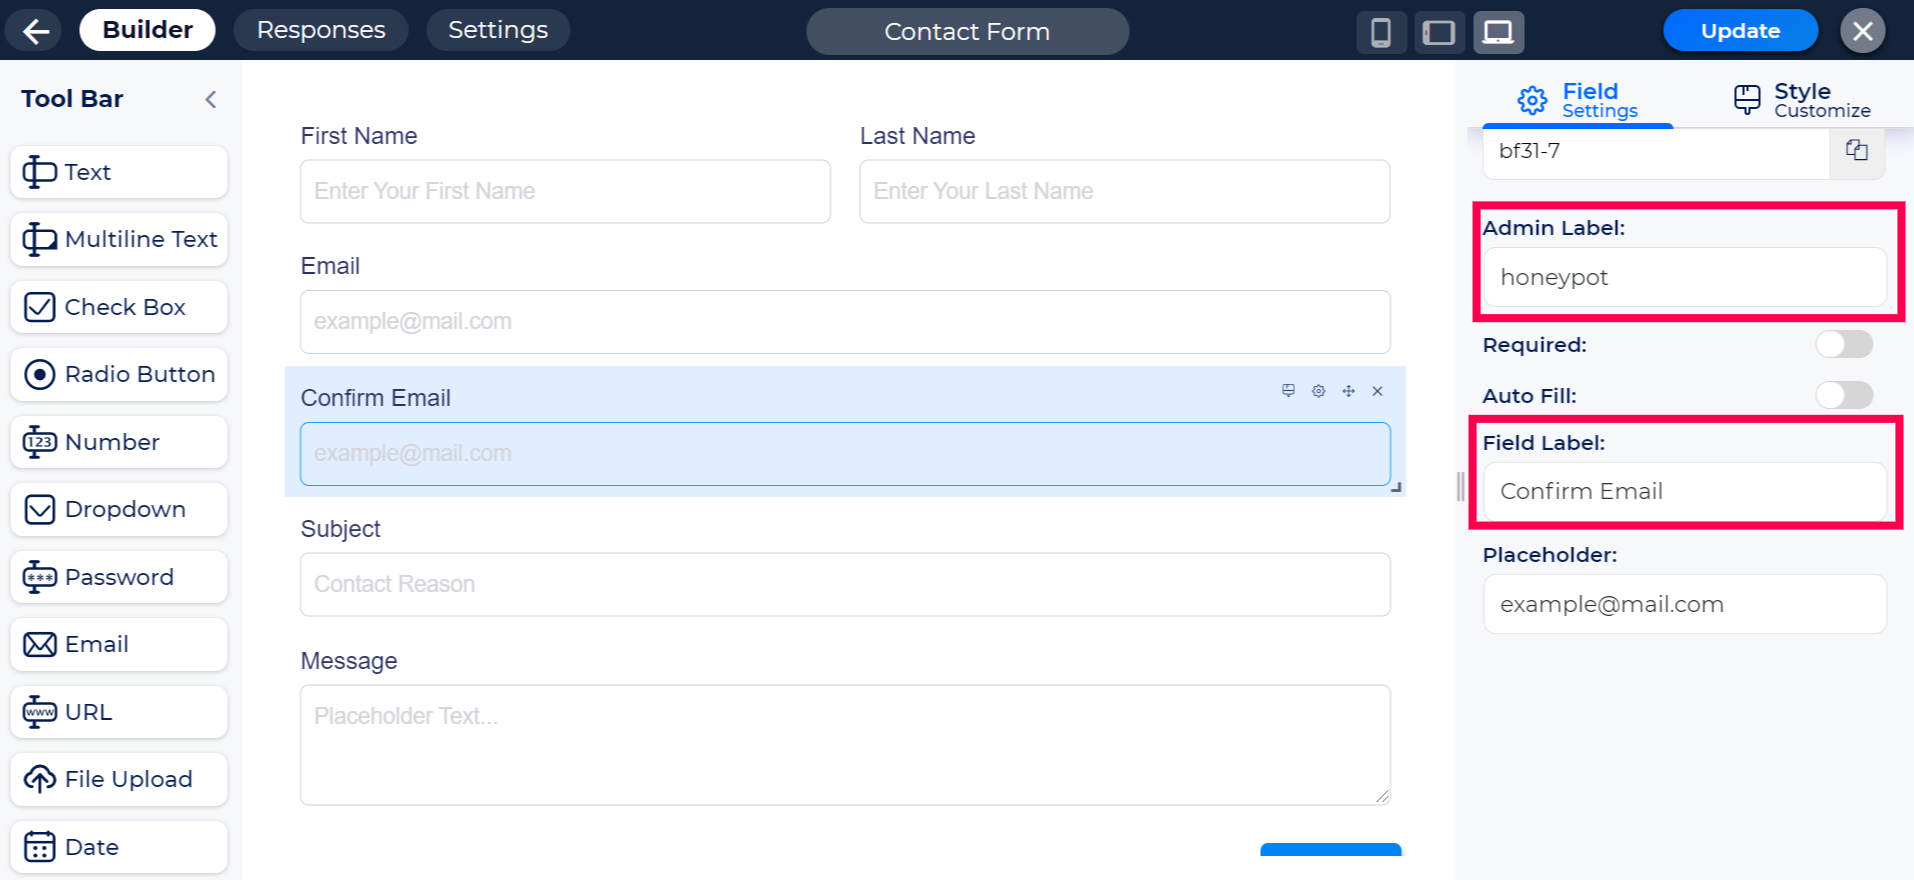 Builder
Responses
Settings
Contact Form
Update
Tool Bar
Text
Multiline Text
Check Box
Radio Button
123 Number
Dropdown
*** Password
Email
www URL
File Upload
Date
First Name
Last Name
Enter Your First Name
Enter Your Last Name
Email
example@mail.com
Confirm Email
example@mail.com
Subject
Contact Reason
Message
Placeholder Text...
Field
Settings
Style
Customize
bf31-7
Admin Label:
honeypot
Required:
Auto Fill:
Field Label:
Confirm Email
Placeholder:
example@mail.com